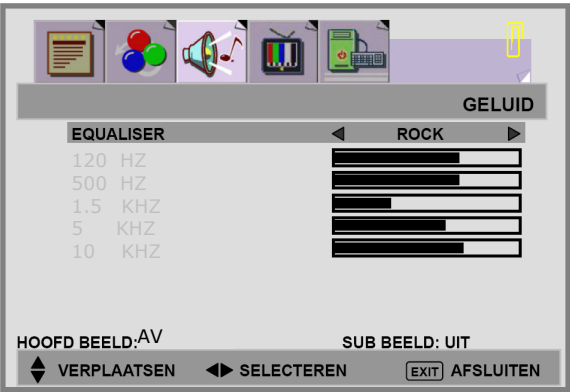 GELUID
EQUALISER ROCK
120 HZ
500 HZ
1.5 KHZ
5 KHZ
10 KHZ
HOOFD BEELD:AV SUB BEELD: UIT
VERPLAATSEN SELECTEREN EXIT AFSLUITEN